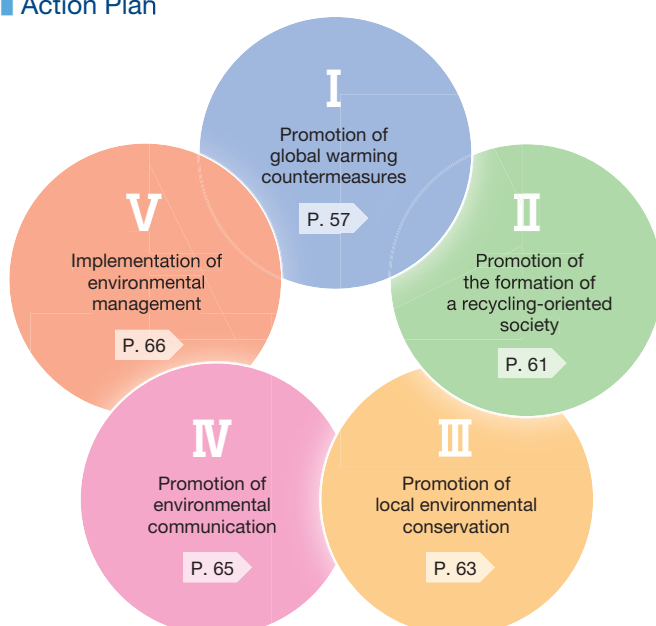 Action Plan
I
Promotion of
global warming
countermeasures
P. 57
II
Promotion of
the formation of
a recycling-oriented
society
P. 61
III
Promotion of
local environmental
conservation
P. 63
IV
Promotion of
environmental
communication
P. 65
V
Implementation of
environmental
management
P. 66